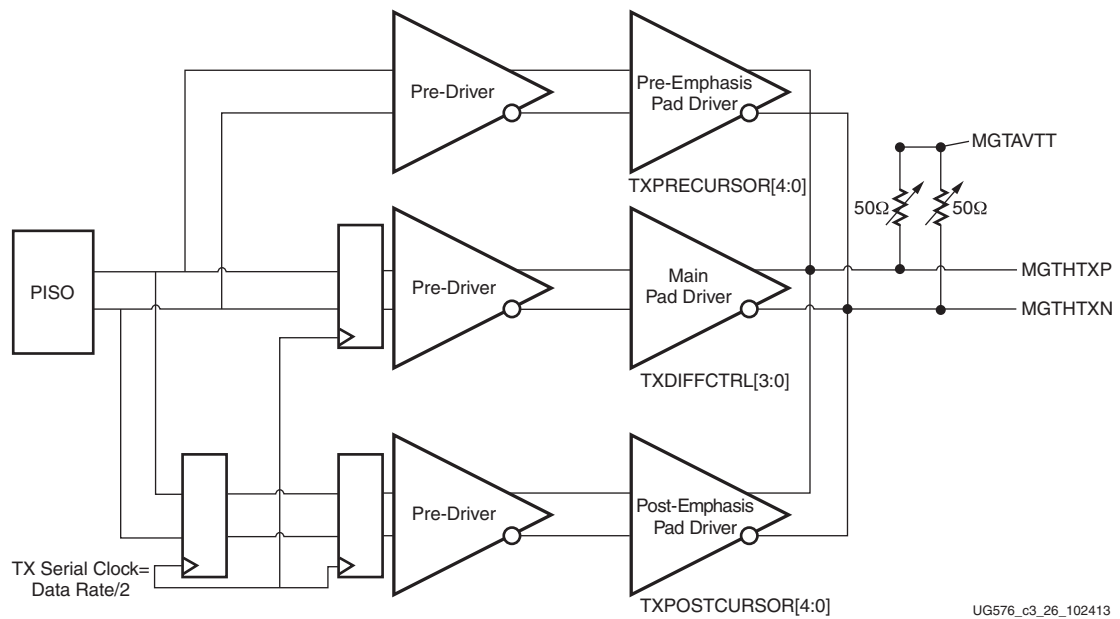 Pre-Driver
Pre-Emphasis
Pad Driver
TXPRECURSOR[4:0]
MGTAVTT
50Ω
50Ω
PISO
Pre-Driver
Main
Pad Driver
TXDIFFCTRL[3:0]
MGTHTXP
MGTHTXN
Pre-Driver
Post-Emphasis
Pad Driver
TXPOSTCURSOR[4:0]
TX Serial Clock=
Data Rate/2
UG576_c3_26_102413